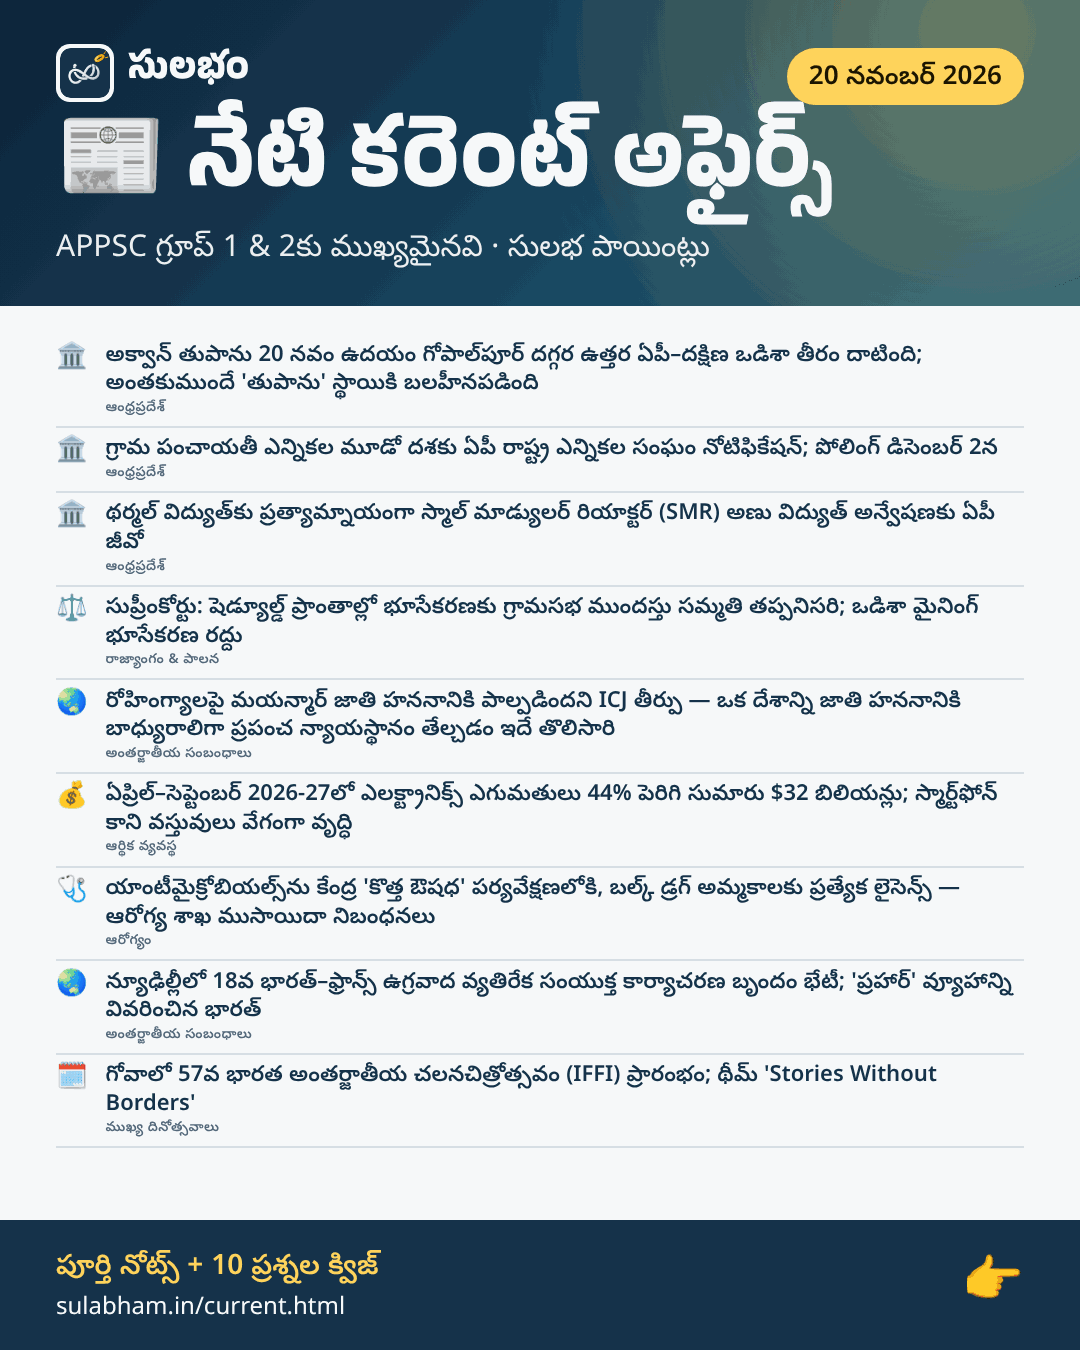 సులభం
20 నవంబర్ 2026
నేటి కరెంట్ అఫైర్స్
APPSC గ్రూప్ 1 & 2కు ముఖ్యమైనవి · సులభ పాయింట్లు
అక్వాన్ తుపాను 20 నవం ఉదయం గోపాల్‌పూర్ దగ్గర ఉత్తర ఏపీ–దక్షిణ ఒడిశా తీరం దాటింది;
అంతకుముందే 'తుపాను' స్థాయికి బలహీనపడింది
ఆంధ్రప్రదేశ్
గ్రామ పంచాయతీ ఎన్నికల మూడో దశకు ఏపీ రాష్ట్ర ఎన్నికల సంఘం నోటిఫికేషన్; పోలింగ్ డిసెంబర్ 2న
ఆంధ్రప్రదేశ్
థర్మల్ విద్యుత్‌కు ప్రత్యామ్నాయంగా స్మాల్ మాడ్యులర్ రియాక్టర్ (SMR) అణు విద్యుత్ అన్వేషణకు ఏపీ
జీవో
ఆంధ్రప్రదేశ్
సుప్రీంకోర్టు: షెడ్యూల్డ్ ప్రాంతాల్లో భూసేకరణకు గ్రామసభ ముందస్తు సమ్మతి తప్పనిసరి; ఒడిశా మైనింగ్
భూసేకరణ రద్దు
రాజ్యాంగం & పాలన
రోహింగ్యాలపై మయన్మార్ జాతి హననానికి పాల్పడిందని ICJ తీర్పు — ఒక దేశాన్ని జాతి హననానికి
బాధ్యురాలిగా ప్రపంచ న్యాయస్థానం తేల్చడం ఇదే తొలిసారి
అంతర్జాతీయ సంబంధాలు
ఏప్రిల్–సెప్టెంబర్ 2026-27లో ఎలక్ట్రానిక్స్ ఎగుమతులు 44% పెరిగి సుమారు $32 బిలియన్లు; స్మార్ట్‌ఫోన్
కాని వస్తువులు వేగంగా వృద్ధి
ఆర్థిక వ్యవస్థ
యాంటీమైక్రోబియల్స్‌ను కేంద్ర 'కొత్త ఔషధ' పర్యవేక్షణలోకి, బల్క్ డ్రగ్ అమ్మకాలకు ప్రత్యేక లైసెన్స్ —
ఆరోగ్య శాఖ ముసాయిదా నిబంధనలు
ఆరోగ్యం
న్యూఢిల్లీలో 18వ భారత్–ఫ్రాన్స్ ఉగ్రవాద వ్యతిరేక సంయుక్త కార్యాచరణ బృందం భేటీ; 'ప్రహార్' వ్యూహాన్ని
వివరించిన భారత్
అంతర్జాతీయ సంబంధాలు
గోవాలో 57వ భారత అంతర్జాతీయ చలనచిత్రోత్సవం (IFFI) ప్రారంభం; థీమ్ 'Stories Without
Borders'
ముఖ్య దినోత్సవాలు
పూర్తి నోట్స్ + 10 ప్రశ్నల క్విజ్
sulabham.in/current.html